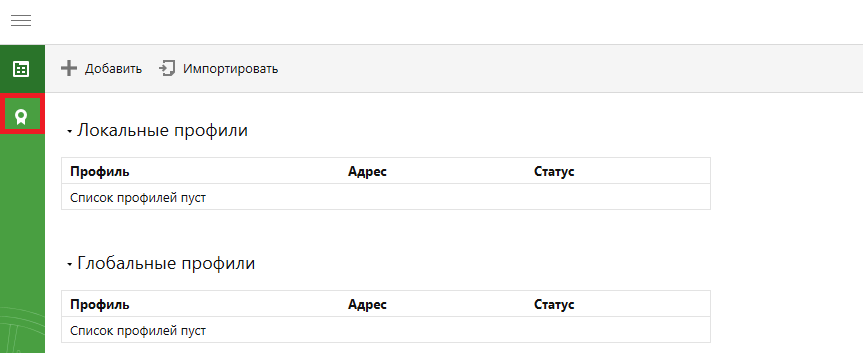 Добавить Импортировать
Локальные профили
Профиль Адрес Статус
Список профилей пуст
Глобальные профили
Профиль Адрес Статус
Список профилей пуст